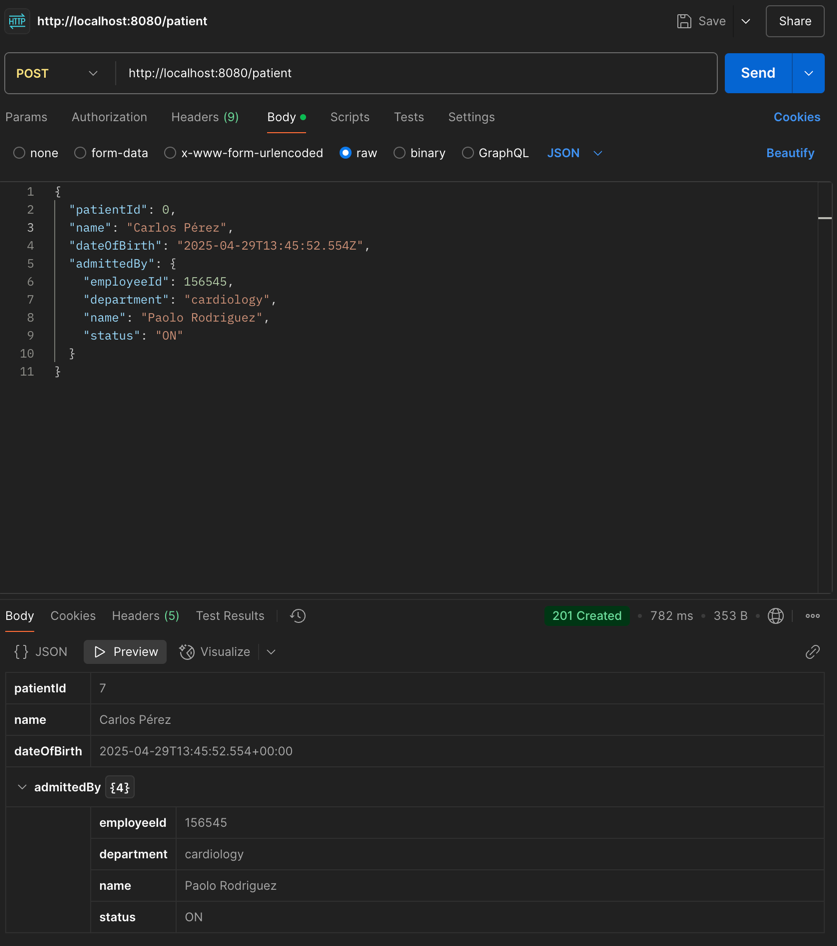 HTTP http://localhost:8080/patient Save Share
POST http://localhost:8080/patient Send
Params Authorization Headers (9) Body Scripts Tests Settings Cookies
none form-data x-www-form-urlencoded raw binary GraphQL JSON Beautify
1 {
2 "patientId": 0,
3 "name": "Carlos Pérez",
4 "dateOfBirth": "2025-04-29T13:45:52.554Z",
5 "admittedBy": {
6 "employeeId": 156545,
7 "department": "cardiology",
8 "name": "Paolo Rodriguez",
9 "status": "ON"
10 }
11 }
Body Cookies Headers (5) Test Results 201 Created • 782 ms • 353 B •
{} JSON Preview Visualize
patientId 7
name Carlos Pérez
dateOfBirth 2025-04-29T13:45:52.554+00:00
admittedBy {4}
employeeId 156545
department cardiology
name Paolo Rodriguez
status ON